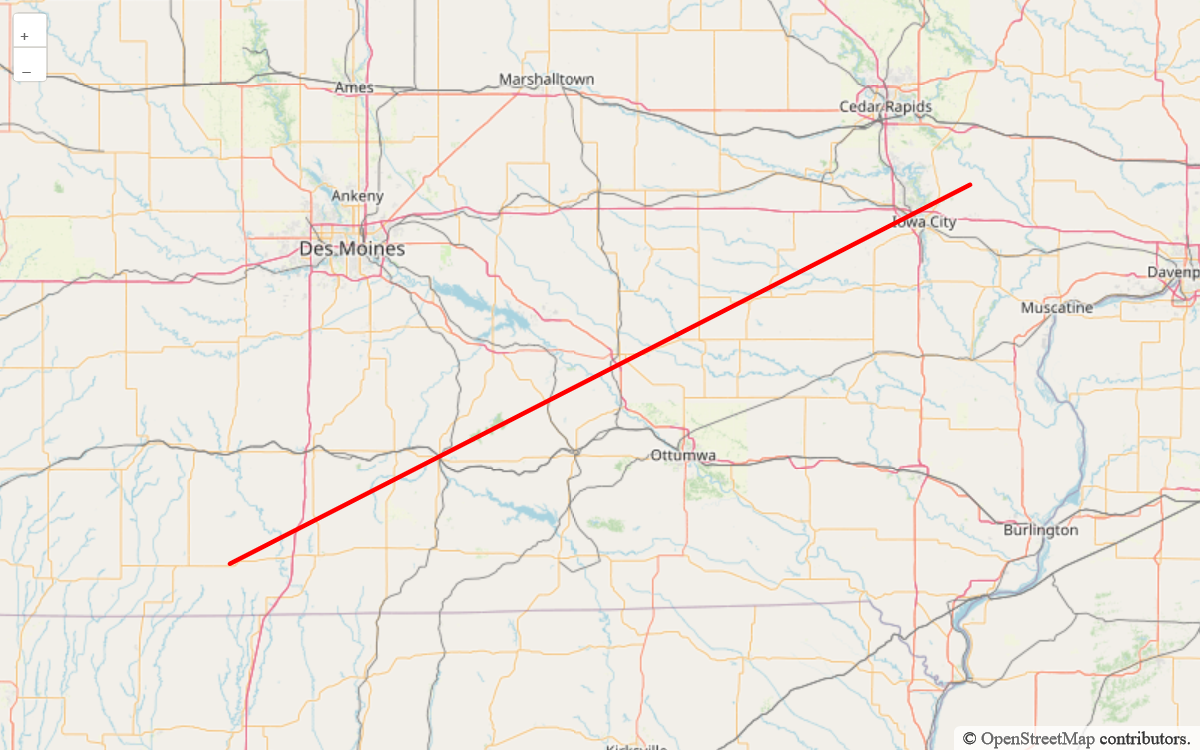 +
–
Ames
Marshalltown
Cedar Rapids
Ankeny
Des Moines
Iowa City
Davenp
Muscatine
Ottumwa
Burlington
Kirksville
© OpenStreetMap contributors.